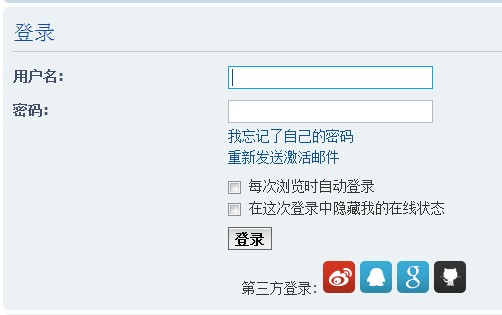 登录
用户名:
密码:
我忘记了自己的密码
重新发送激活邮件
每次浏览时自动登录
在这次登录中隐藏我的在线状态
登录
第三方登录: g